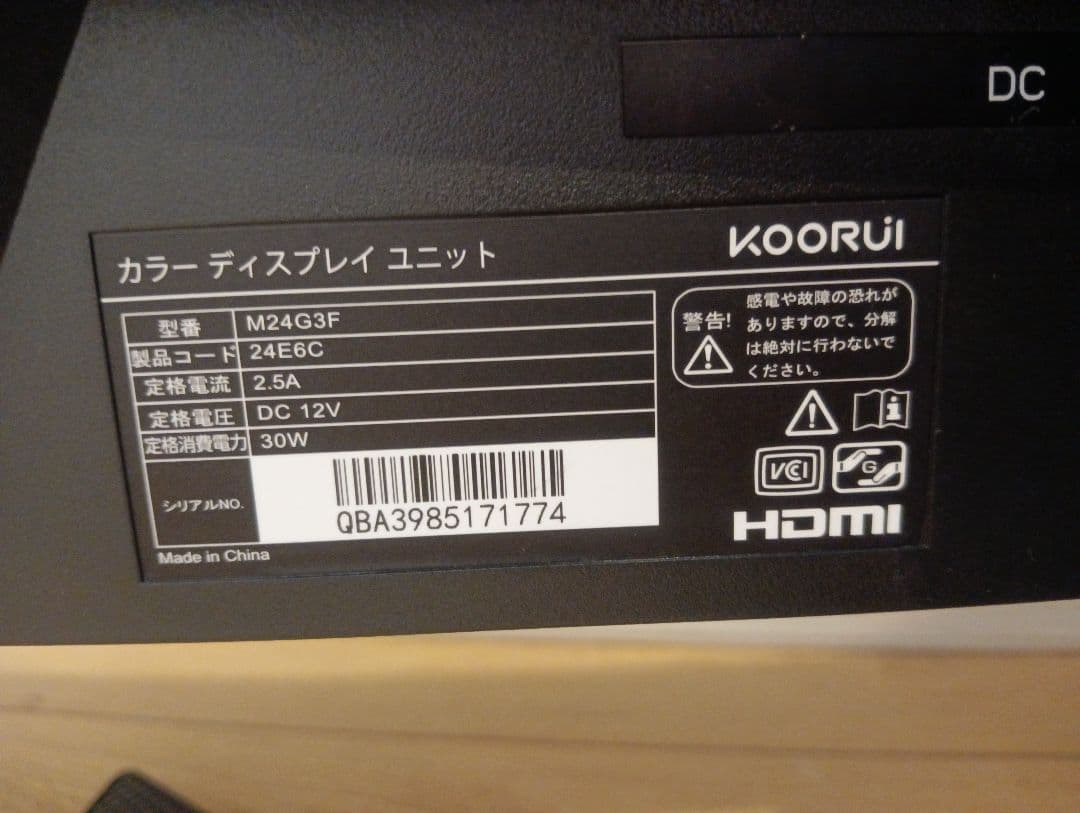 DC
カラー ディスプレイ ユニット
KOORUi
型番 M24G3F
製品コード 24E6C
定格電流 2.5A
定格電圧 DC 12V
定格消費電力 30W
シリアルNO.
QBA3985171774
Made in China
警告!
感電や故障の恐れが
ありますので、分解
は絶対に行わないで
ください。
VCCI
G
HDMI